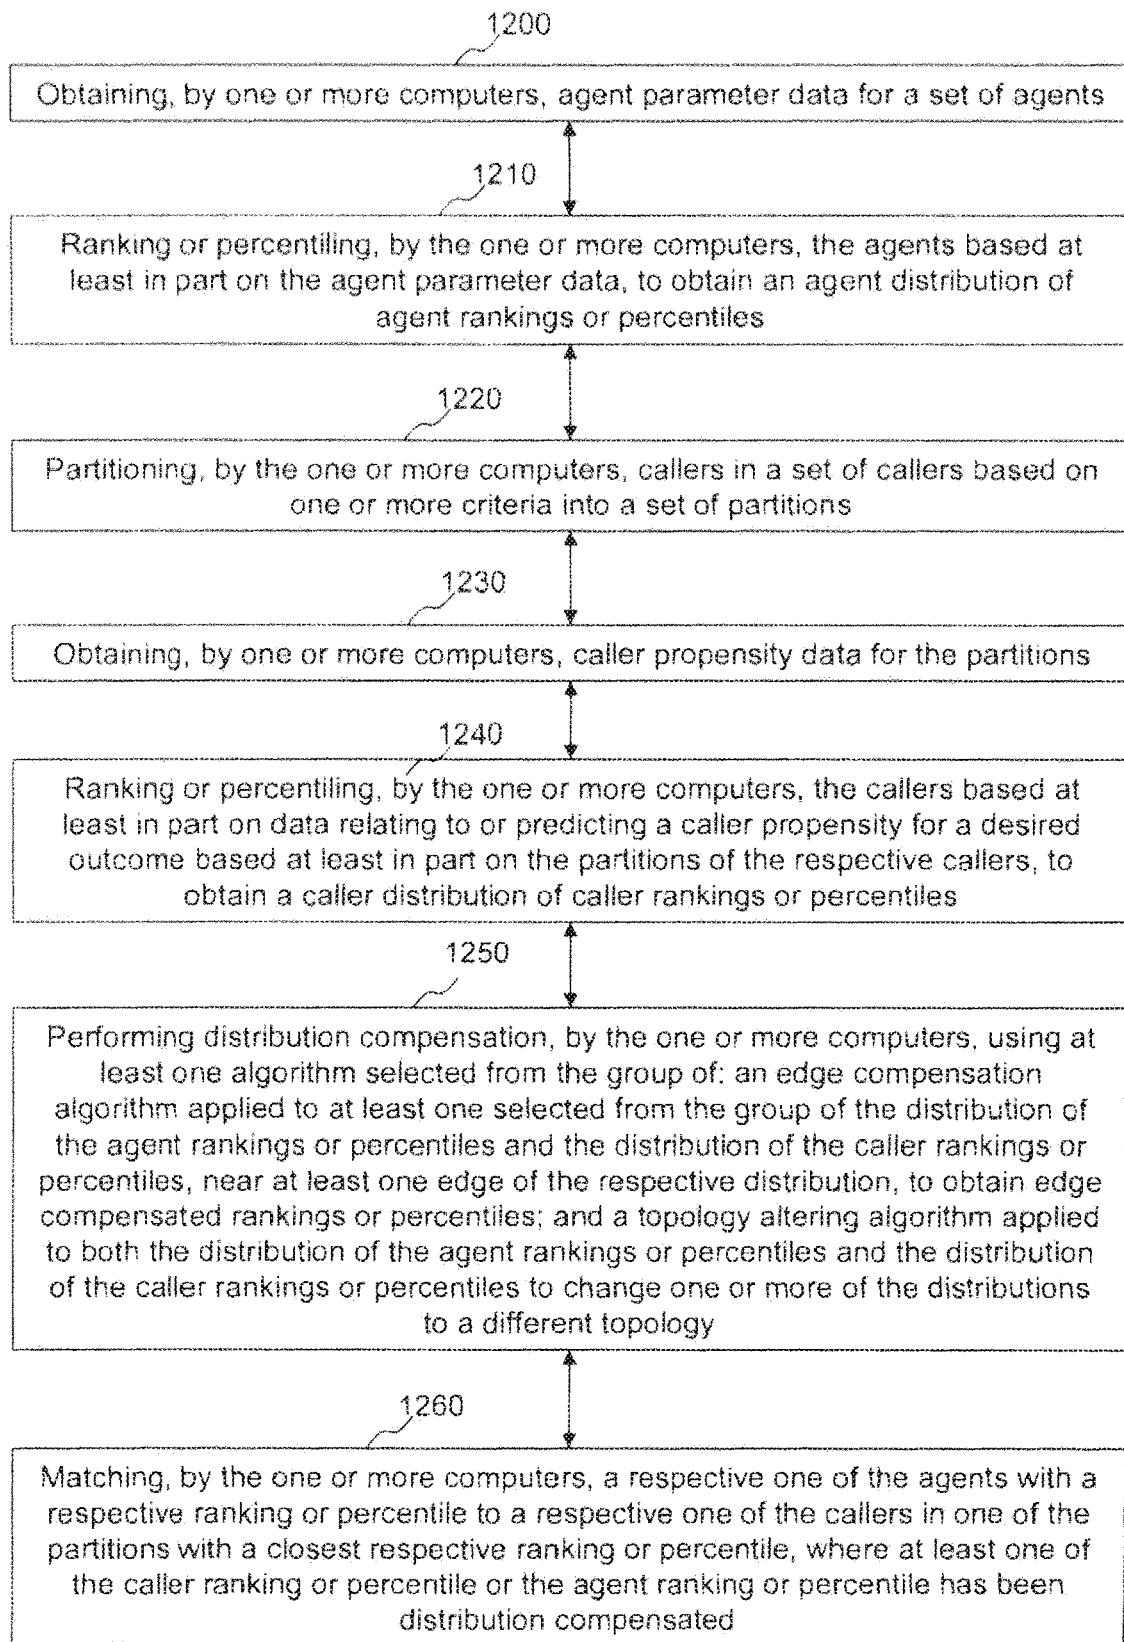 1200
Obtaining, by one or more computers, agent parameter data for a set of agents
1210
Ranking or percentiling, by the one or more computers, the agents based at
least in part on the agent parameter data, to obtain an agent distribution of
agent rankings or percentiles
1220
Partitioning, by the one or more computers, callers in a set of callers based on
one or more criteria into a set of partitions
1230
Obtaining, by one or more computers, caller propensity data for the partitions
1240
Ranking or percentiling, by the one or more computers, the callers based at
least in part on data relating to or predicting a caller propensity for a desired
outcome based at least in part on the partitions of the respective callers, to
obtain a caller distribution of caller rankings or percentiles
1250
Performing distribution compensation, by the one or more computers, using at
least one algorithm selected from the group of: an edge compensation
algorithm applied to at least one selected from the group of the distribution of
the agent rankings or percentiles and the distribution of the caller rankings or
percentiles, near at least one edge of the respective distribution, to obtain edge
compensated rankings or percentiles; and a topology altering algorithm applied
to both the distribution of the agent rankings or percentiles and the distribution
of the caller rankings or percentiles to change one or more of the distributions
to a different topology
1260
Matching, by the one or more computers, a respective one of the agents with a
respective ranking or percentile to a respective one of the callers in one of the
partitions with a closest respective ranking or percentile, where at least one of
the caller ranking or percentile or the agent ranking or percentile has been
distribution compensated